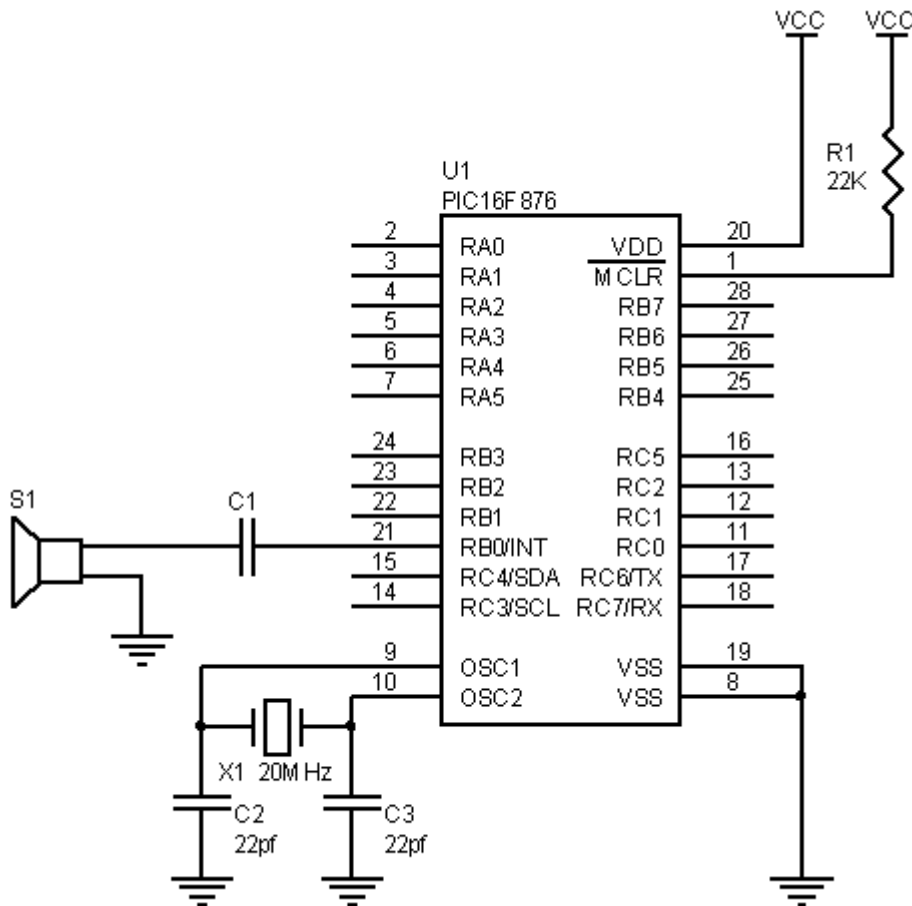 VCC VCC
R1
22K
U1
PIC16F876
2 RA0 VDD 20
3 RA1 MCLR 1
4 RA2 RB7 28
5 RA3 RB6 27
6 RA4 RB5 26
7 RA5 RB4 25
24 RB3 RC5 16
23 RB2 RC2 13
22 RB1 RC1 12
S1 C1
21 RB0/INT RC0 11
15 RC4/SDA RC6/TX 17
14 RC3/SCL RC7/RX 18
9 OSC1 VSS 19
10 OSC2 VSS 8
X1 20MHz
C2
22pf
C3
22pf